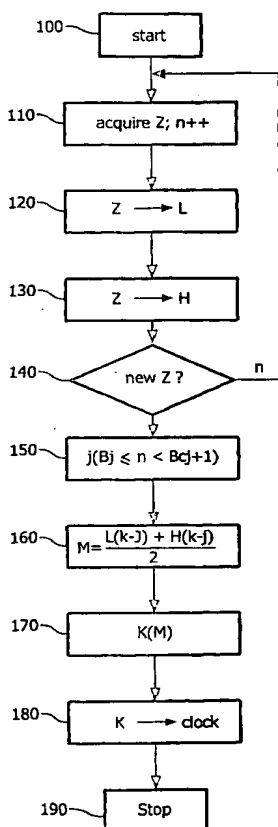 100
start
110
acquire Z; n++
120
Z → L
130
Z → H
140
new Z ?
n
150
j(Bj ⩽ n < Bcj+1)
160
M= L(k-J) + H(k-j)
2
170
K(M)
180
K → clock
190
Stop